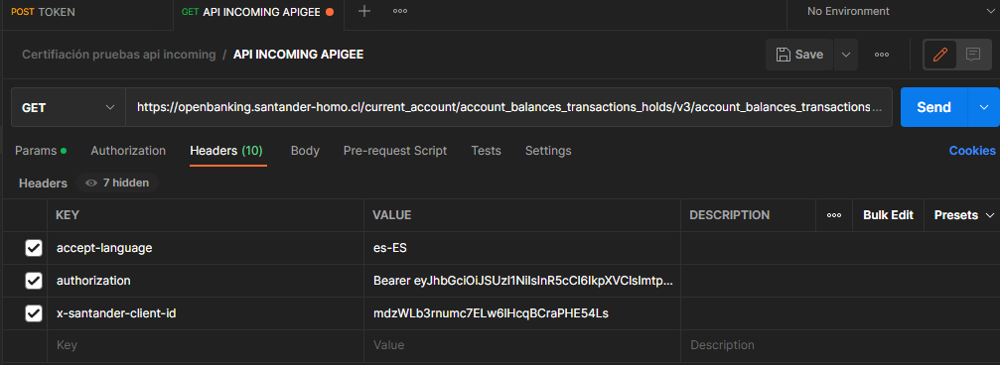 POST TOKEN GET API INCOMING APIGEE No Environment
Certifiación pruebas api incoming / API INCOMING APIGEE Save
GET https://openbanking.santander-homo.cl/current_account/account_balances_transactions_holds/v3/account_balances_transactions... Send
Params Authorization Headers (10) Body Pre-request Script Tests Settings Cookies
Headers 7 hidden
KEY VALUE DESCRIPTION Bulk Edit Presets
accept-language es-ES
authorization Bearer eyJhbGciOiJSUzI1NiIsInR5cCI6IkpXVCIsImtp...
x-santander-client-id mdzWLb3rnumc7ELw6IHcqBCraPHE54Ls
Key Value Description